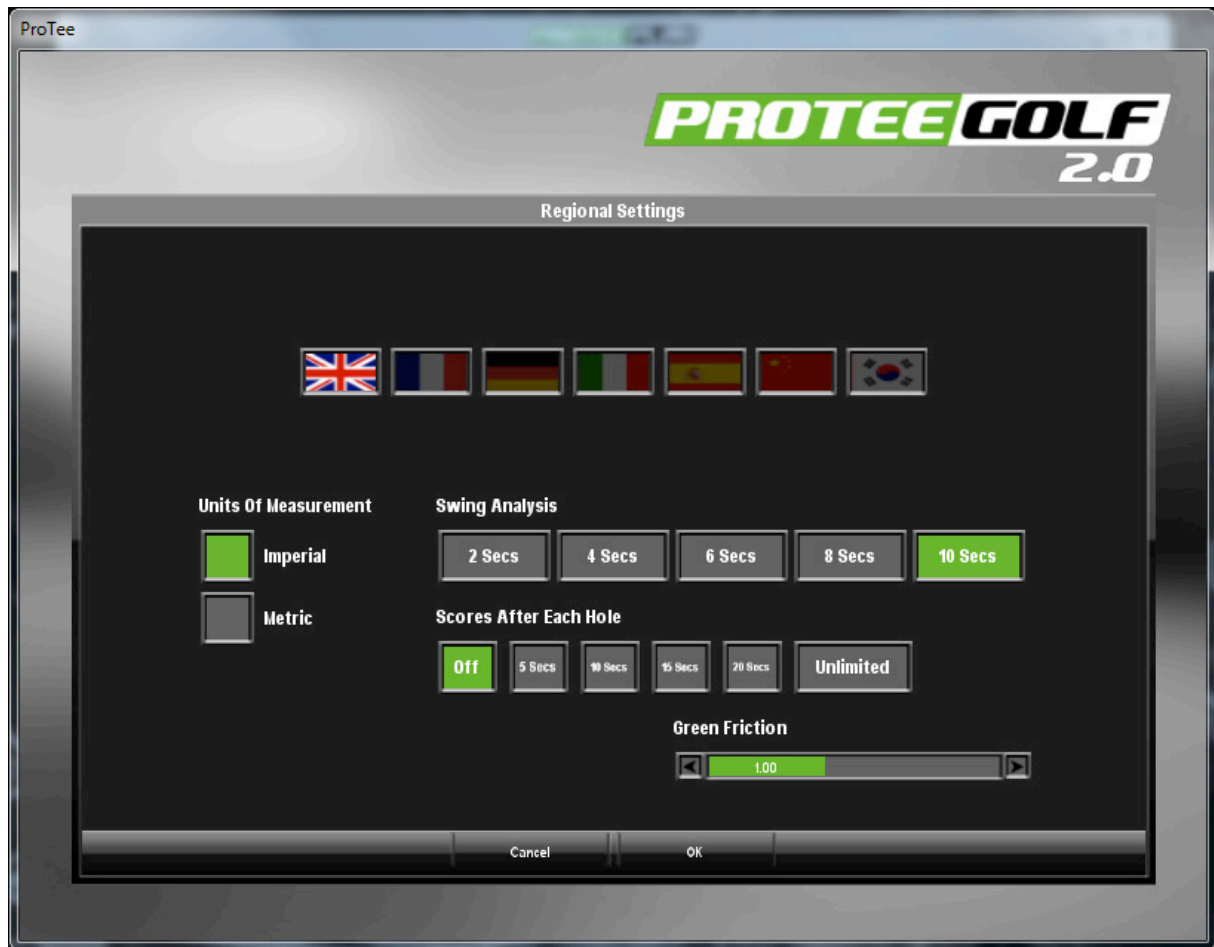 ProTee
PROTEE GOLF
2.0
Regional Settings
Units Of Measurement
Imperial
Metric
Swing Analysis
2 Secs 4 Secs 6 Secs 8 Secs 10 Secs
Scores After Each Hole
Off 5 Secs 10 Secs 15 Secs 20 Secs Unlimited
Green Friction
1.00
Cancel OK